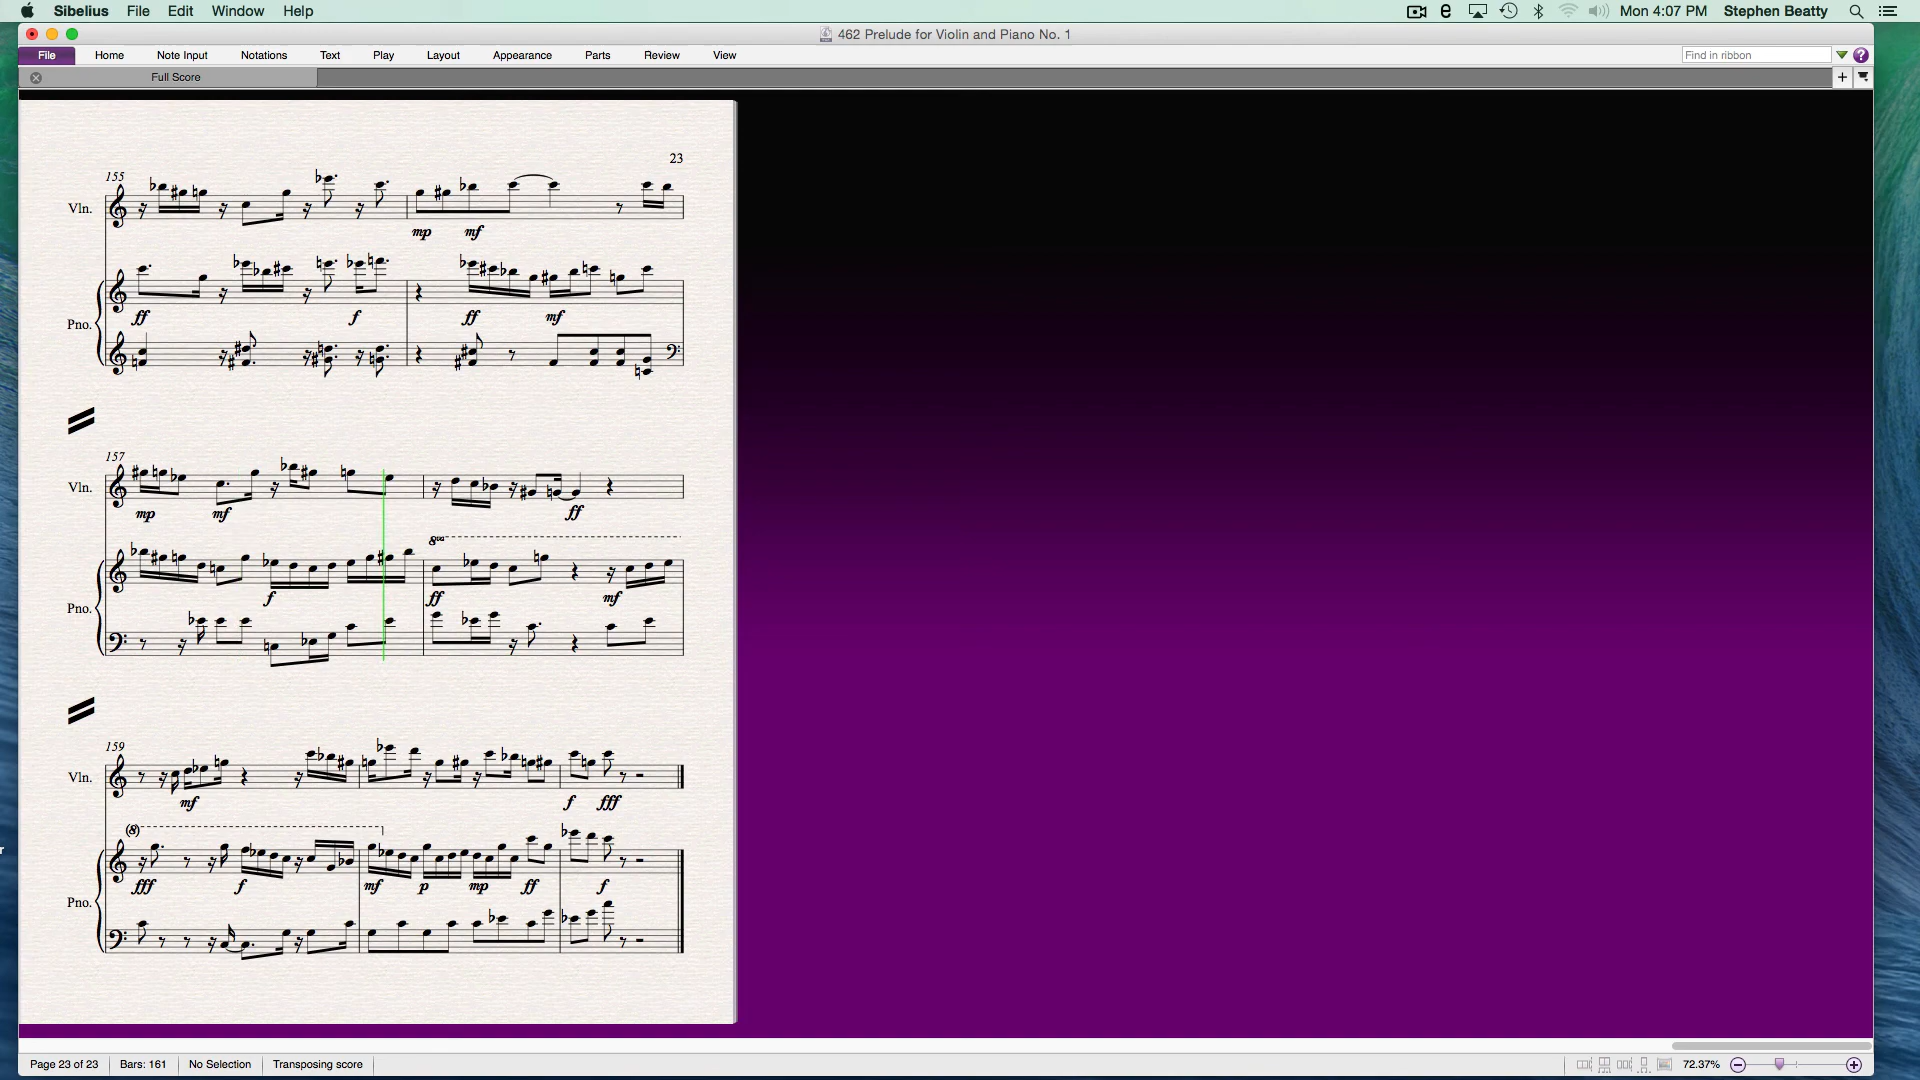 Sibelius File Edit Window Help Mon 4:07 PM Stephen Beatty
462 Prelude for Violin and Piano No. 1
File Home Note Input Notations Text Play Layout Appearance Parts Review View Find in ribbon ?
Full Score +
23
155
Vln.
mp mf
ff f ff mf
Pno.
157
Vln.
mp mf ff
8va
f ff mf
Pno.
159
Vln.
mf f fff
(8)
fff f mf p mp ff f
Pno.
Page 23 of 23 Bars: 161 No Selection Transposing score 72.37%